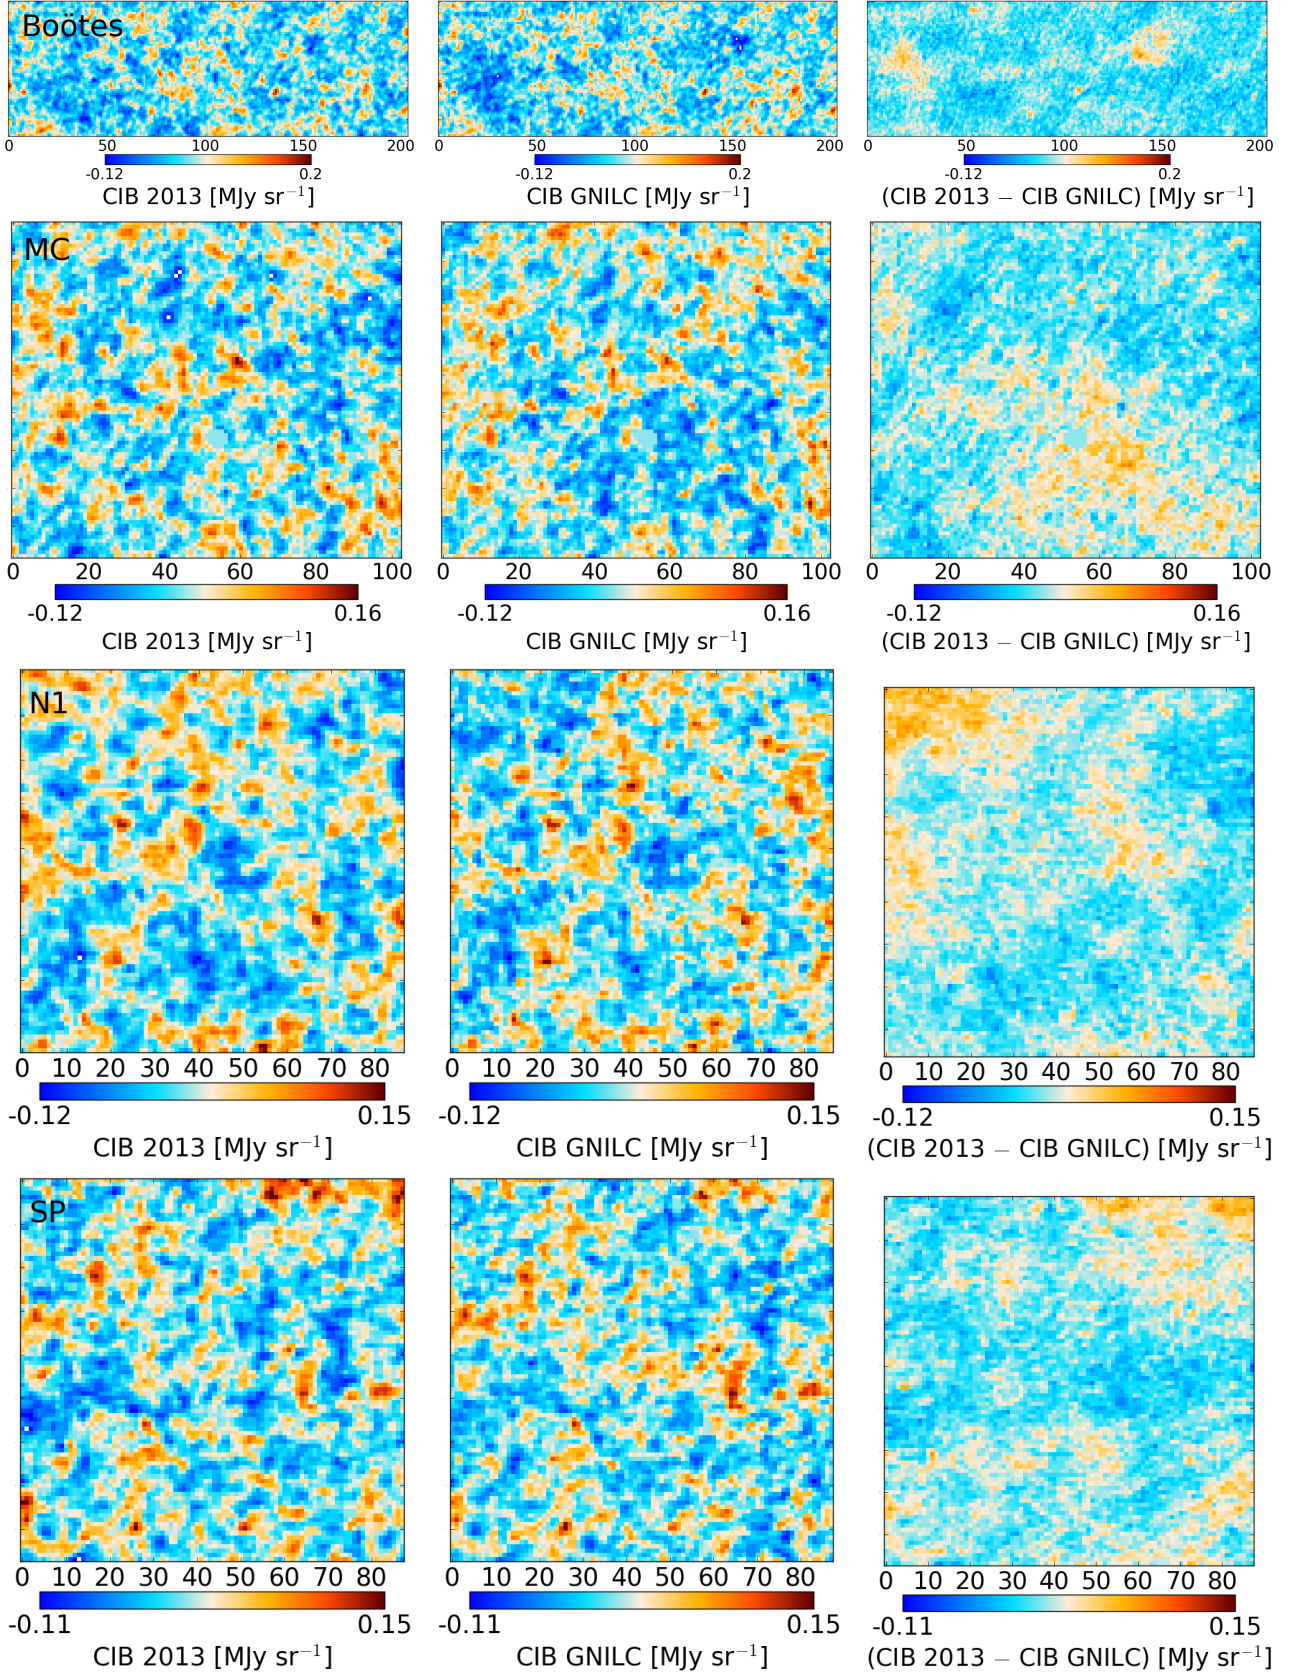 Boötes
0 50 100 150 200 0 50 100 150 200 0 50 100 150 200
-0.12 0.2 -0.12 0.2 -0.12 0.2
CIB 2013 [MJy sr⁻¹] CIB GNILC [MJy sr⁻¹] (CIB 2013 − CIB GNILC) [MJy sr⁻¹]
MC
0 20 40 60 80 100 0 20 40 60 80 100 0 20 40 60 80 100
-0.12 0.16 -0.12 0.16 -0.12 0.16
CIB 2013 [MJy sr⁻¹] CIB GNILC [MJy sr⁻¹] (CIB 2013 − CIB GNILC) [MJy sr⁻¹]
N1
0 10 20 30 40 50 60 70 80 0 10 20 30 40 50 60 70 80 0 10 20 30 40 50 60 70 80
-0.12 0.15 -0.12 0.15 -0.12 0.15
CIB 2013 [MJy sr⁻¹] CIB GNILC [MJy sr⁻¹] (CIB 2013 − CIB GNILC) [MJy sr⁻¹]
SP
0 10 20 30 40 50 60 70 80 0 10 20 30 40 50 60 70 80 0 10 20 30 40 50 60 70 80
-0.11 0.15 -0.11 0.15 -0.11 0.15
CIB 2013 [MJy sr⁻¹] CIB GNILC [MJy sr⁻¹] (CIB 2013 − CIB GNILC) [MJy sr⁻¹]